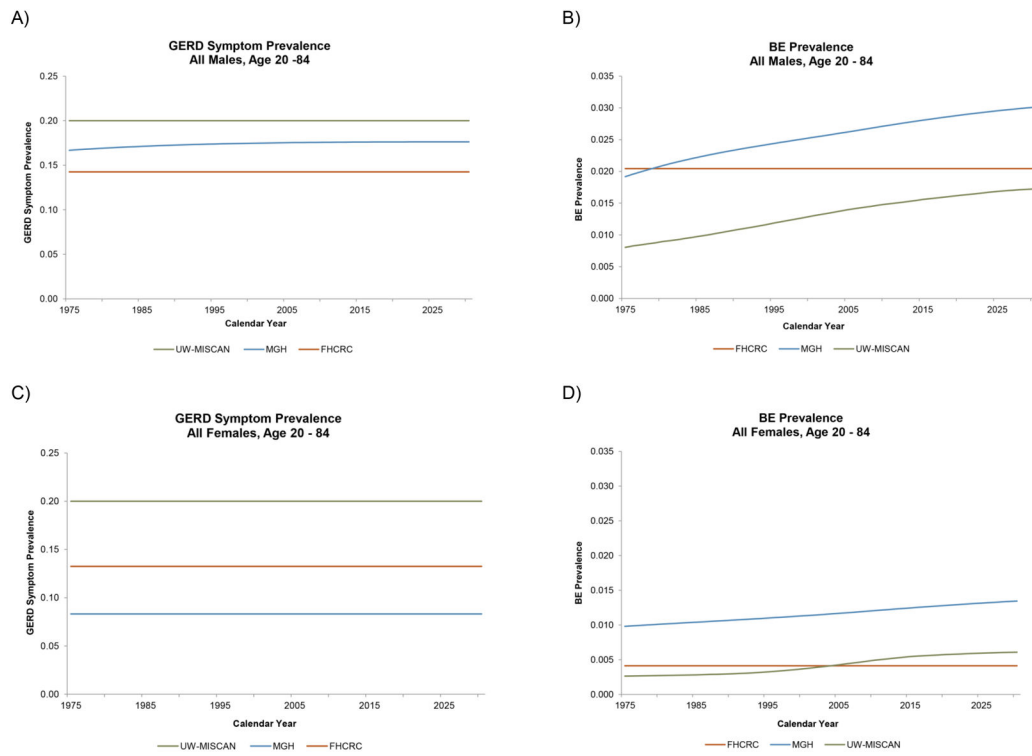 A)
GERD Symptom Prevalence
All Males, Age 20 -84
GERD Symptom Prevalence
0.25
0.20
0.15
0.10
0.05
0.00
1975 1985 1995 2005 2015 2025
Calendar Year
UW-MISCAN MGH FHCRC
B)
BE Prevalence
All Males, Age 20 - 84
BE Prevalence
0.035
0.030
0.025
0.020
0.015
0.010
0.005
0.000
1975 1985 1995 2005 2015 2025
Calendar Year
FHCRC MGH UW-MISCAN
C)
GERD Symptom Prevalence
All Females, Age 20 - 84
GERD Symptom Prevalence
0.25
0.20
0.15
0.10
0.05
0.00
1975 1985 1995 2005 2015 2025
Calendar Year
UW-MISCAN MGH FHCRC
D)
BE Prevalence
All Females, Age 20 - 84
BE Prevalence
0.035
0.030
0.025
0.020
0.015
0.010
0.005
0.000
1975 1985 1995 2005 2015 2025
Calendar Year
FHCRC MGH UW-MISCAN